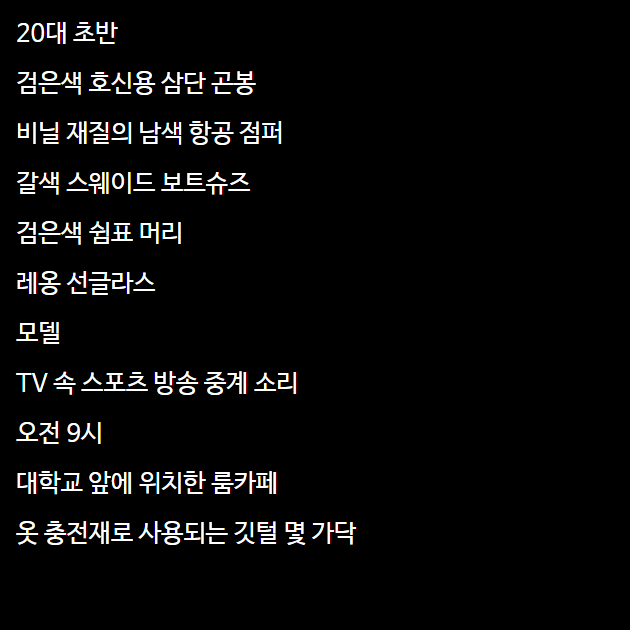 20대 초반
검은색 호신용 삼단 곤봉
비닐 재질의 남색 항공 점퍼
갈색 스웨이드 보트슈즈
검은색 쉼표 머리
레옹 선글라스
모델
TV 속 스포츠 방송 중계 소리
오전 9시
대학교 앞에 위치한 룸카페
옷 충전재로 사용되는 깃털 몇 가닥